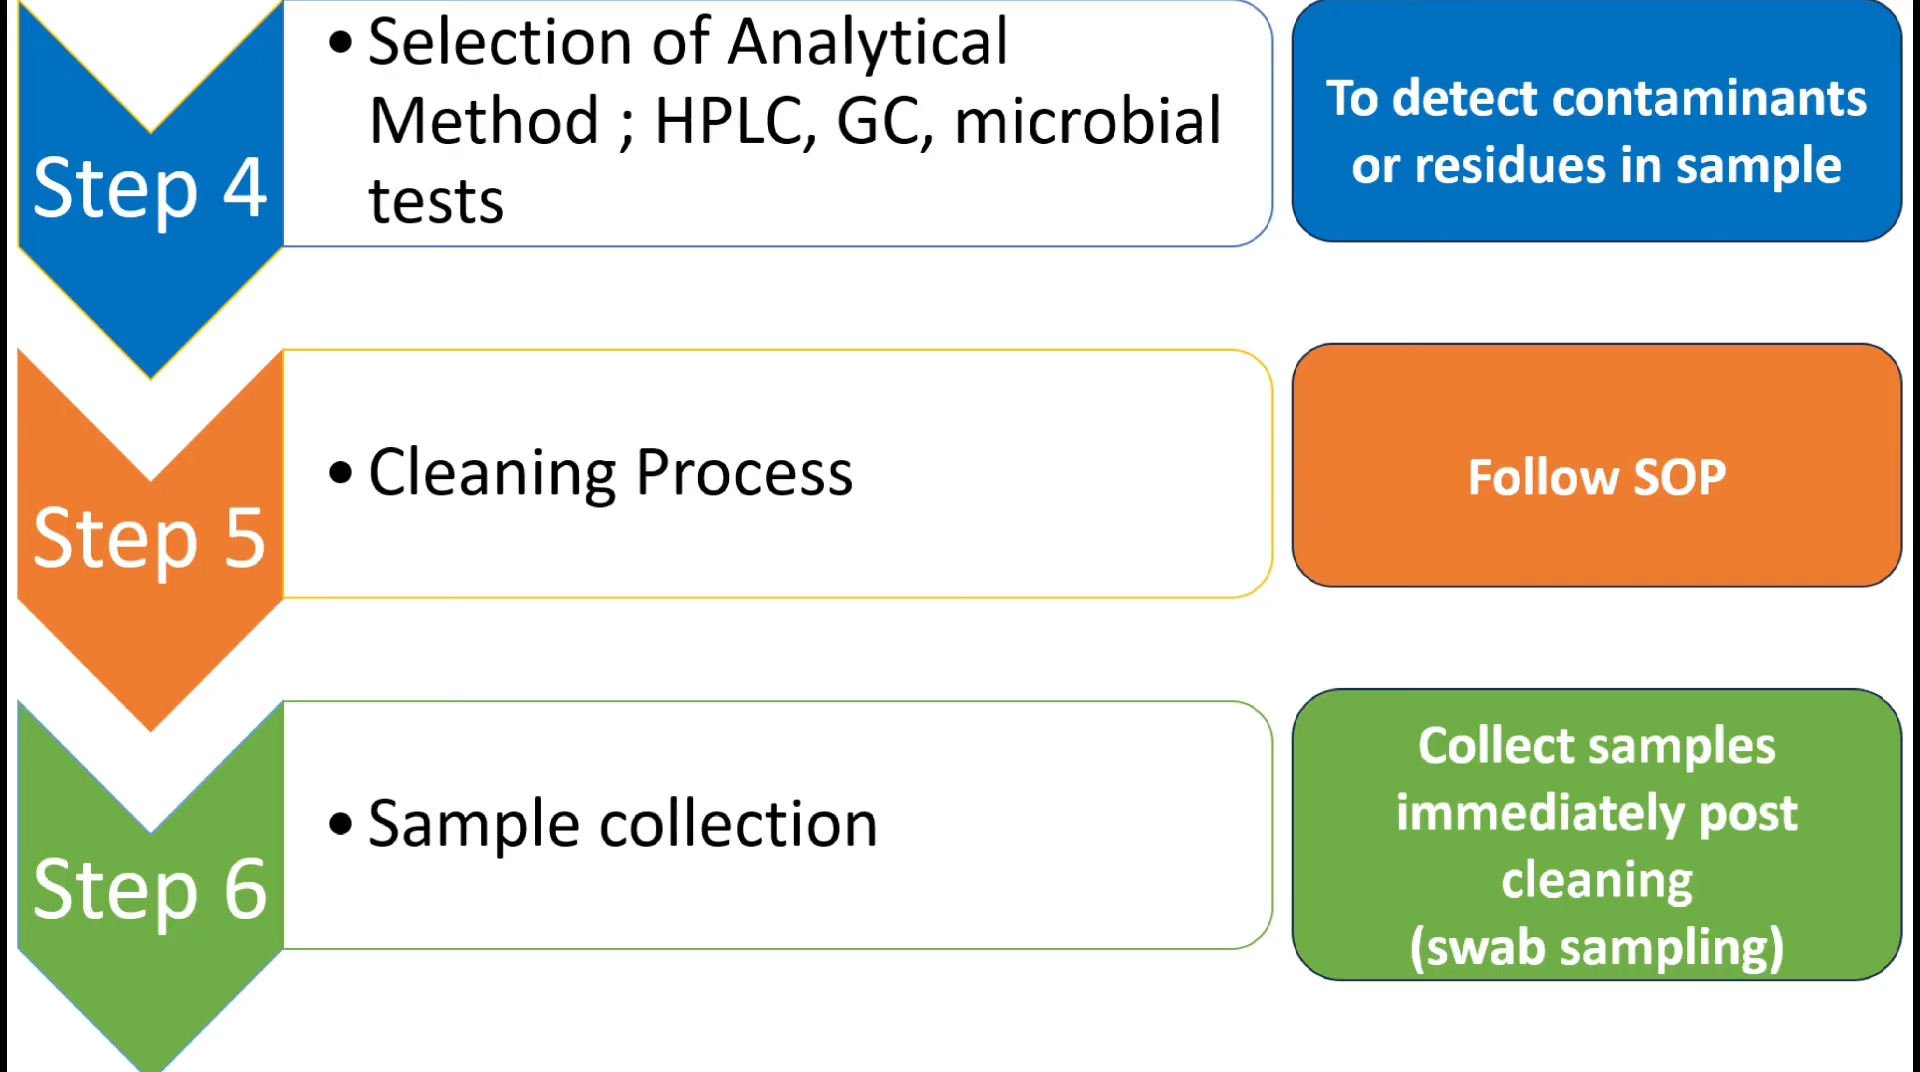 Step 4
• Selection of Analytical
Method ; HPLC, GC, microbial
tests
To detect contaminants
or residues in sample
Step 5
• Cleaning Process
Follow SOP
Step 6
• Sample collection
Collect samples
immediately post
cleaning
(swab sampling)